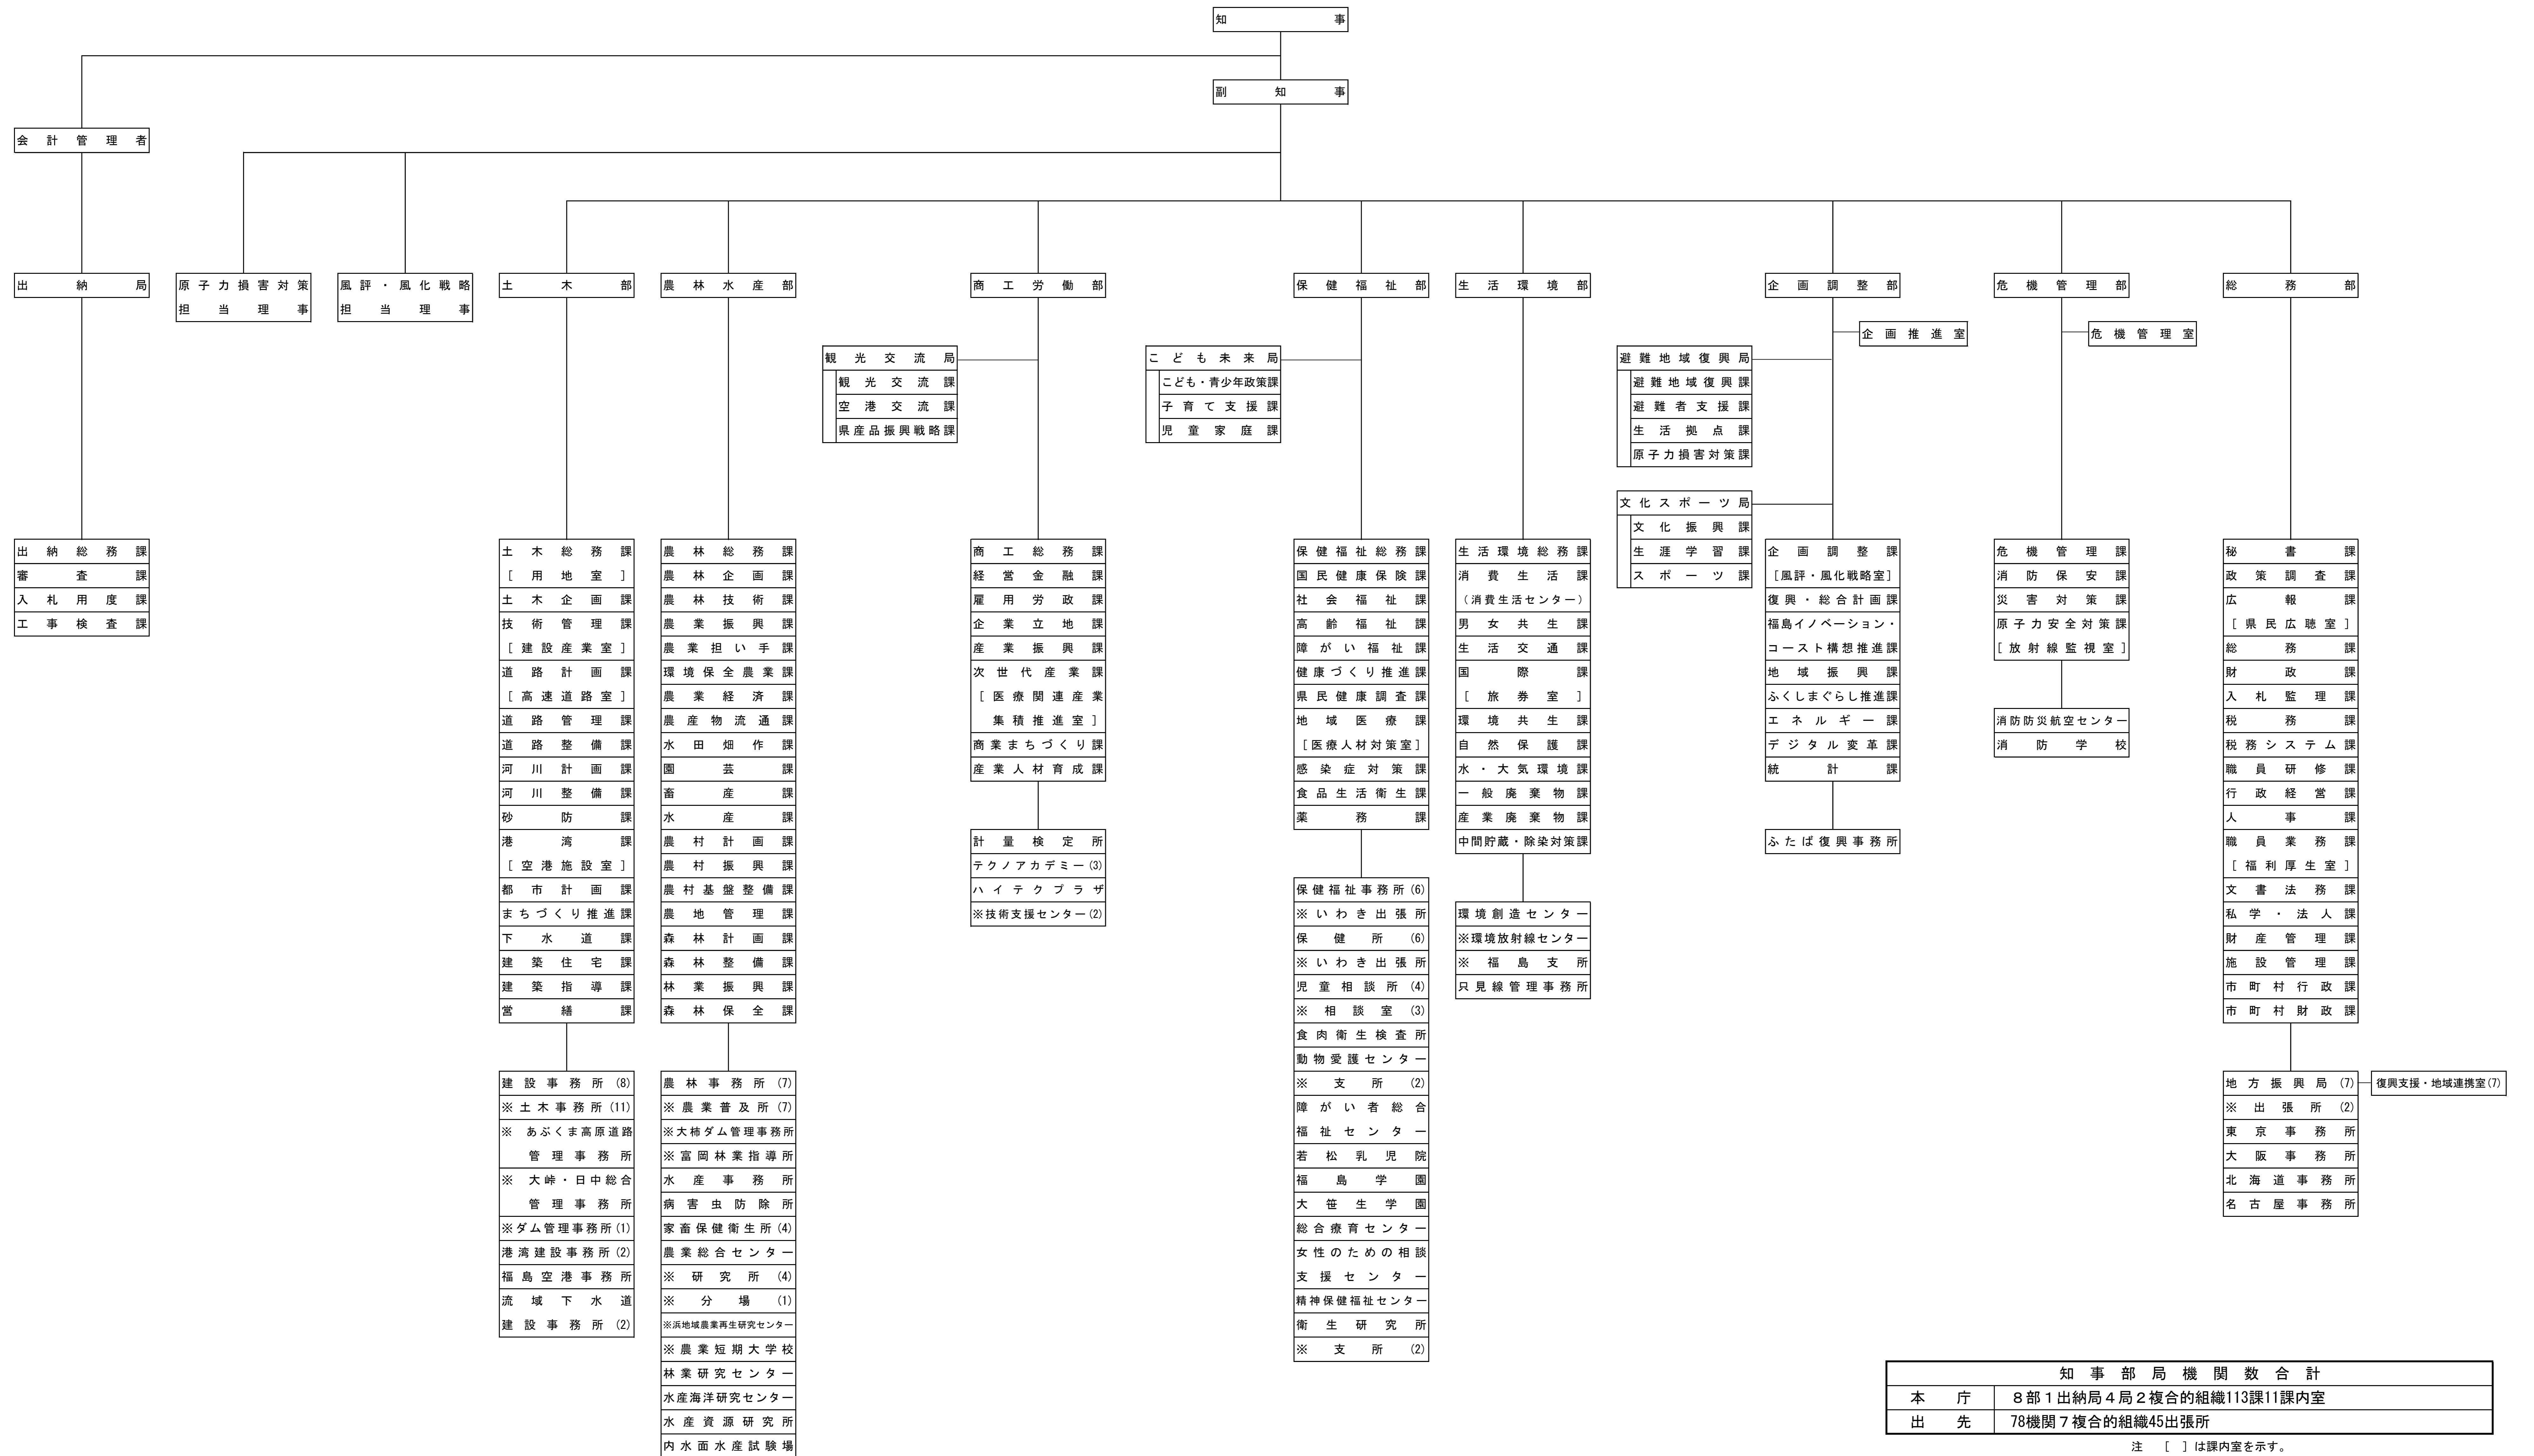 知事
副知事
会計管理者
出納局
原子力損害対策
担当理事
風評・風化戦略
担当理事
土木部
農林水産部
商工労働部
保健福祉部
生活環境部
企画調整部
危機管理部
総務部
企画推進室
危機管理室
観光交流局
観光交流課
空港交流課
県産品振興戦略課
こども未来局
こども・青少年政策課
子育て支援課
児童家庭課
避難地域復興局
避難地域復興課
避難者支援課
生活拠点課
原子力損害対策課
文化スポーツ局
文化振興課
生涯学習課
スポーツ課
出納総務課
審査課
入札用度課
工事検査課
土木総務課
[用地室]
土木企画課
技術管理課
[建設産業室]
道路計画課
[高速道路室]
道路管理課
道路整備課
河川計画課
河川整備課
砂防課
港湾課
[空港施設室]
都市計画課
まちづくり推進課
下水道課
建築住宅課
建築指導課
営繕課
建設事務所(8)
※土木事務所(11)
※ あぶくま高原道路
管理事務所
※ 大峠・日中総合
管理事務所
※ダム管理事務所(1)
港湾建設事務所(2)
福島空港事務所
流域下水道
建設事務所(2)
農林総務課
農林企画課
農林技術課
農業振興課
農業担い手課
環境保全農業課
農業経済課
農産物流通課
水田畑作課
園芸課
畜産課
水産課
農村計画課
農村振興課
農村基盤整備課
農地管理課
森林計画課
森林整備課
林業振興課
森林保全課
農林事務所(7)
※農業普及所(7)
※大柿ダム管理事務所
※富岡林業指導所
水産事務所
病害虫防除所
家畜保健衛生所(4)
農業総合センター
※研究所(4)
※分場(1)
※浜地域農業再生研究センター
※農業短期大学校
林業研究センター
水産海洋研究センター
水産資源研究所
内水面水産試験場
商工総務課
経営金融課
雇用労政課
企業立地課
産業振興課
次世代産業課
[医療関連産業
集積推進室]
商業まちづくり課
産業人材育成課
計量検定所
テクノアカデミー(3)
ハイテクプラザ
※技術支援センター(2)
保健福祉総務課
国民健康保険課
社会福祉課
高齢福祉課
障がい福祉課
健康づくり推進課
県民健康調査課
地域医療課
[医療人材対策室]
感染症対策課
食品生活衛生課
薬務課
保健福祉事務所(6)
※いわき出張所
保健所(6)
※いわき出張所
児童相談所(4)
※相談室(3)
食肉衛生検査所
動物愛護センター
※支所(2)
障がい者総合
福祉センター
若松乳児院
福島学園
大笹生学園
総合療育センター
女性のための相談
支援センター
精神保健福祉センター
衛生研究所
※支所(2)
生活環境総務課
消費生活課
(消費生活センター)
男女共生課
生活交通課
国際課
[旅券室]
環境共生課
自然保護課
水・大気環境課
一般廃棄物課
産業廃棄物課
中間貯蔵・除染対策課
環境創造センター
※環境放射線センター
※福島支所
只見線管理事務所
企画調整課
[風評・風化戦略室]
復興・総合計画課
福島イノベーション・
コースト構想推進課
地域振興課
ふくしまぐらし推進課
エネルギー課
デジタル変革課
統計課
ふたば復興事務所
危機管理課
消防保安課
災害対策課
原子力安全対策課
[放射線監視室]
消防防災航空センター
消防学校
秘書課
政策調査課
広報課
[県民広聴室]
総務課
財政課
入札監理課
税務課
税務システム課
職員研修課
行政経営課
人事課
職員業務課
[福利厚生室]
文書法務課
私学・法人課
財産管理課
施設管理課
市町村行政課
市町村財政課
地方振興局(7)
復興支援・地域連携室(7)
※出張所(2)
東京事務所
大阪事務所
北海道事務所
名古屋事務所
知事部局機関数合計
本庁 8部1出納局4局2複合的組織113課11課内室
出先 78機関7複合的組織45出張所
注 [ ]は課内室を示す。